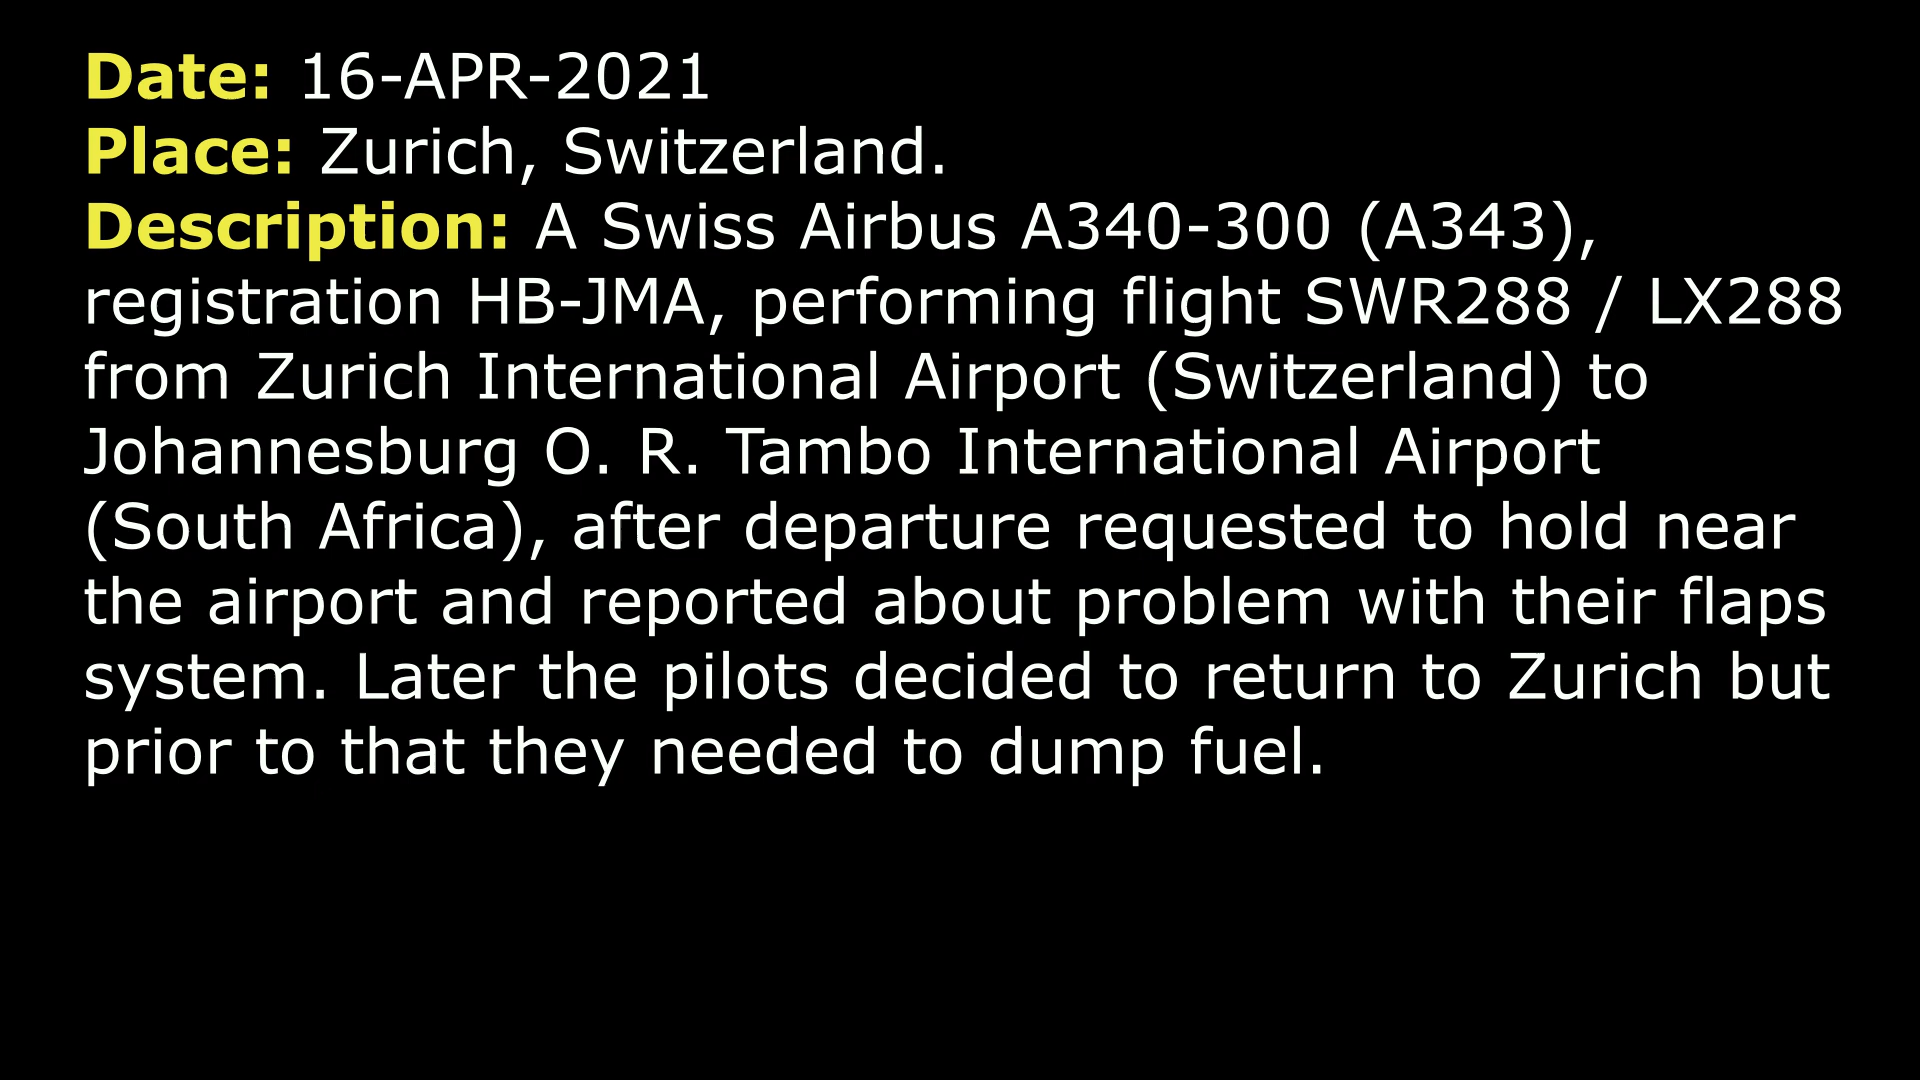 Date: 16-APR-2021
Place: Zurich, Switzerland.
Description: A Swiss Airbus A340-300 (A343),
registration HB-JMA, performing flight SWR288 / LX288
from Zurich International Airport (Switzerland) to
Johannesburg O. R. Tambo International Airport
(South Africa), after departure requested to hold near
the airport and reported about problem with their flaps
system. Later the pilots decided to return to Zurich but
prior to that they needed to dump fuel.